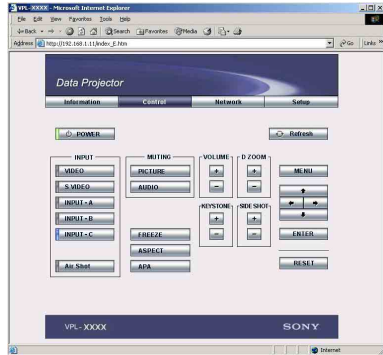 VPL-XXXX - Microsoft Internet Explorer
File Edit View Favorites Tools Help
Back Search Favorites Media
Address http://192.168.1.11/index_E.htm Go Links »
Data Projector
Information Control Network Setup
POWER Refresh
INPUT MUTING VOLUME D ZOOM
VIDEO PICTURE + + MENU
S VIDEO AUDIO - -
INPUT - A
INPUT - B KEYSTONE SIDE SHOT
INPUT - C FREEZE + + ENTER
ASPECT - -
Air Shot APA RESET
VPL- XXXX SONY
Internet